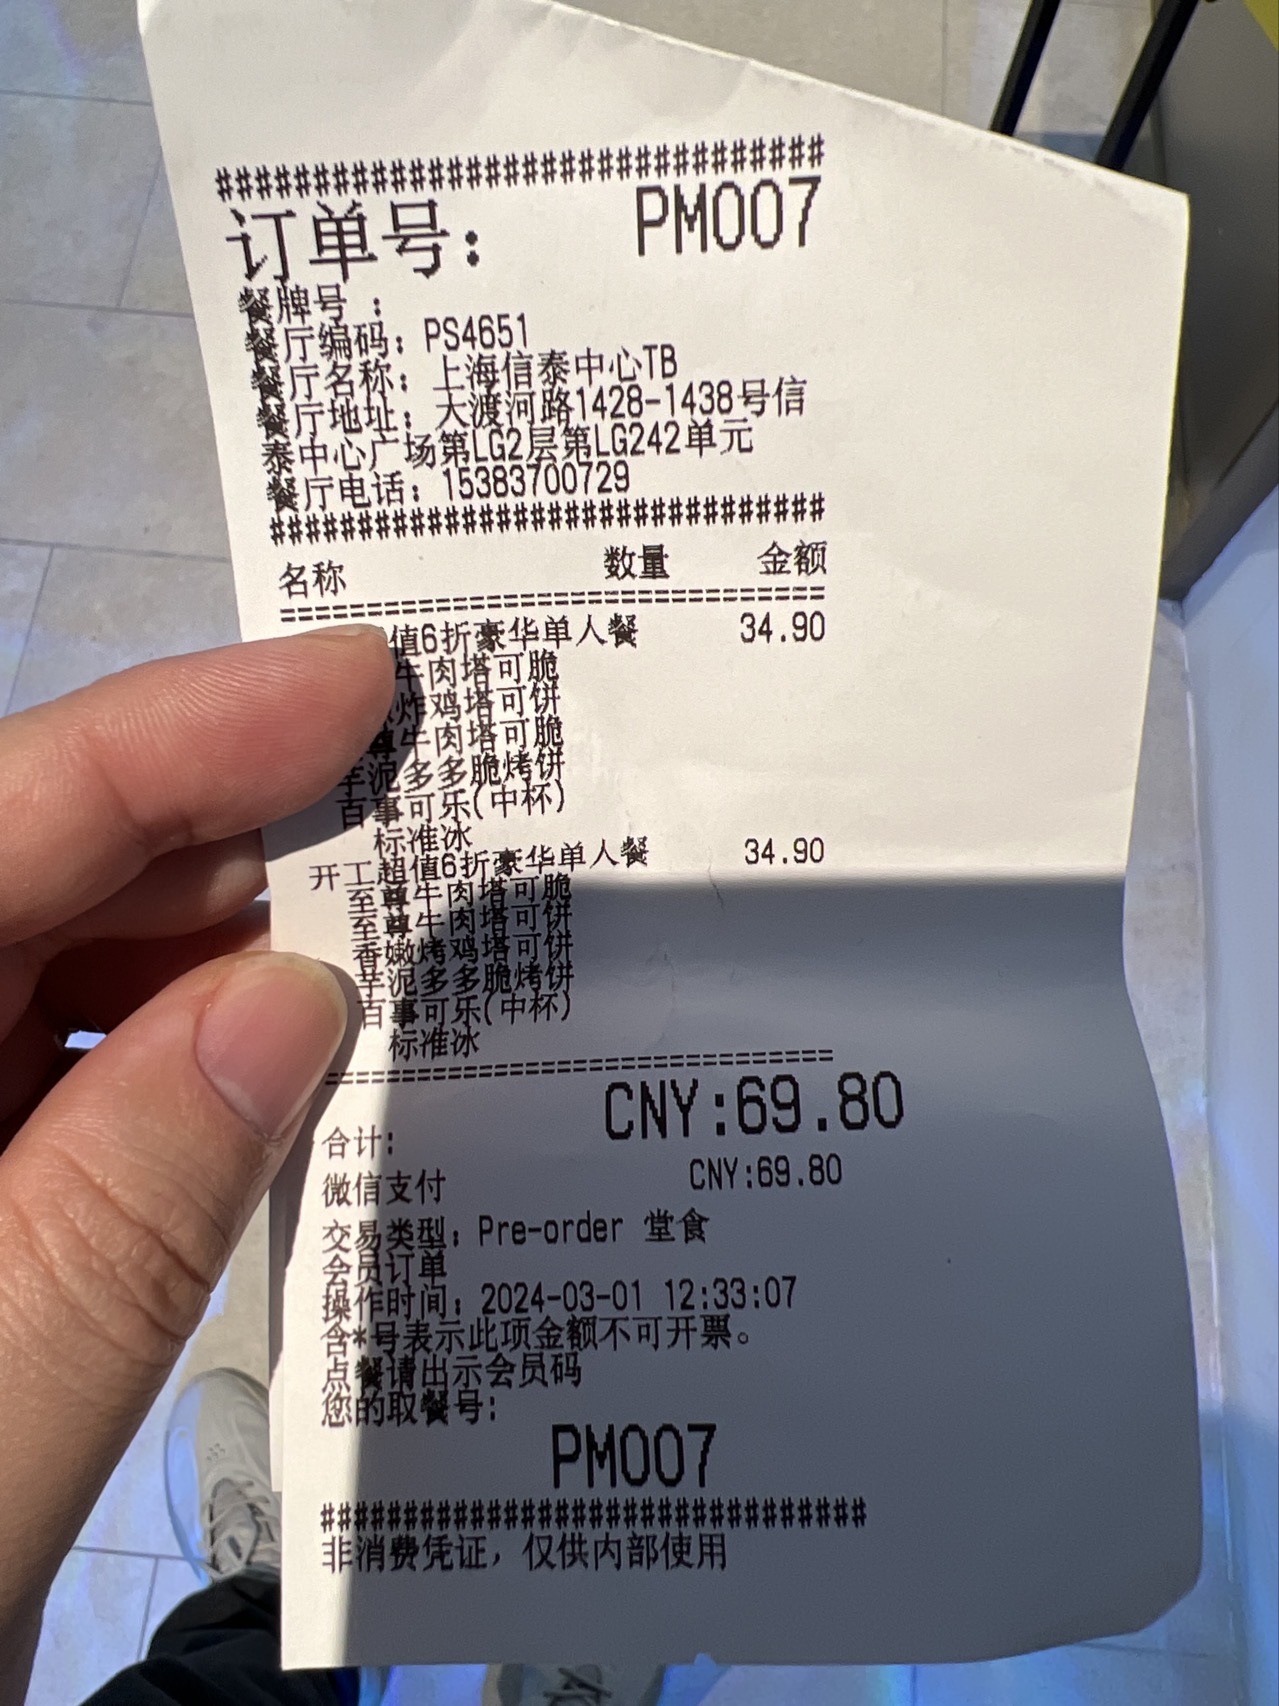 ##############################
订单号: PM007
餐牌号 :
餐厅编码: PS4651
餐厅名称: 上海信泰中心TB
餐厅地址: 大渡河路1428-1438号信
泰中心广场第LG2层第LG242单元
餐厅电话: 15383700729
##############################
名称 数量 金额
==============================
值6折豪华单人餐 34.90
牛肉塔可脆
炸鸡塔可饼
尊牛肉塔可脆
芋泥多多脆烤饼
百事可乐(中杯)
标准冰
开工超值6折豪华单人餐 34.90
至尊牛肉塔可脆
至尊牛肉塔可饼
香嫩烤鸡塔可饼
芋泥多多脆烤饼
百事可乐(中杯)
标准冰
==============================
合计: CNY:69.80
微信支付 CNY:69.80
交易类型: Pre-order 堂食
会员订单
操作时间: 2024-03-01 12:33:07
含*号表示此项金额不可开票。
点餐请出示会员码
您的取餐号:
PM007
##############################
非消费凭证, 仅供内部使用